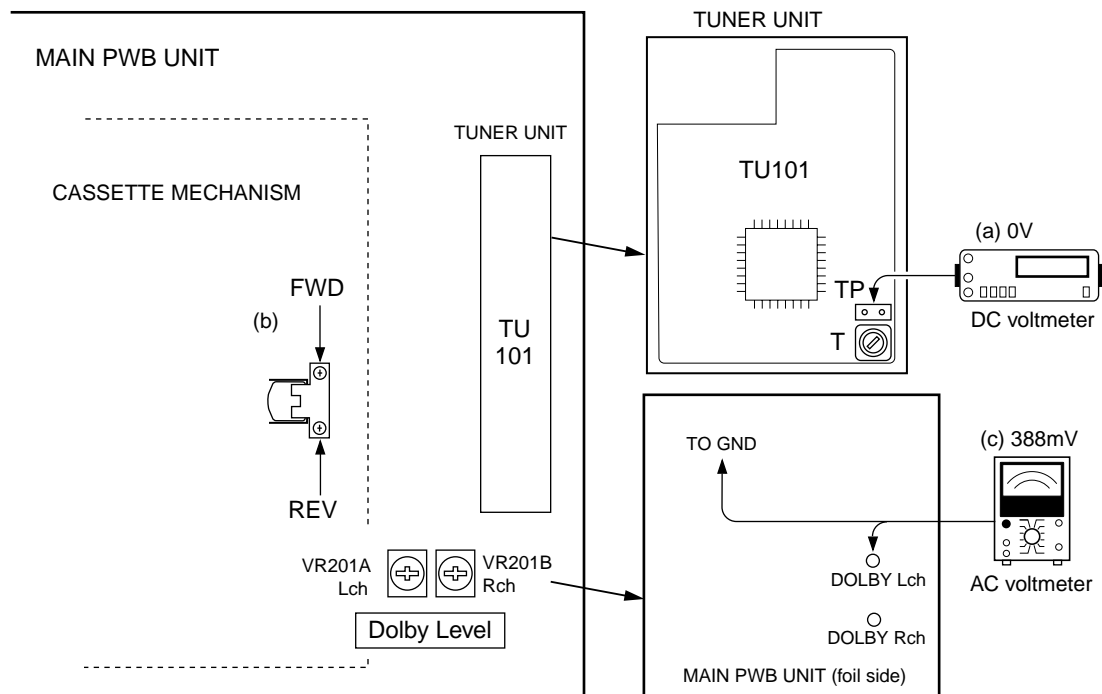 MAIN PWB UNIT
CASSETTE MECHANISM
FWD
(b)
REV
TUNER UNIT
TU
101
VR201A
Lch
VR201B
Rch
Dolby Level
TUNER UNIT
TU101
TP
T
(a) 0V
DC voltmeter
TO GND
DOLBY Lch
DOLBY Rch
MAIN PWB UNIT (foil side)
(c) 388mV
AC voltmeter